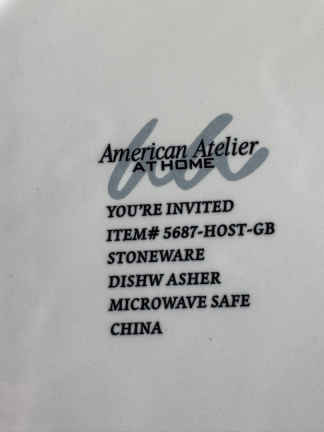 American Atelier
AT HOME
YOU'RE INVITED
ITEM# 5687-HOST-GB
STONEWARE
DISHW ASHER
MICROWAVE SAFE
CHINA